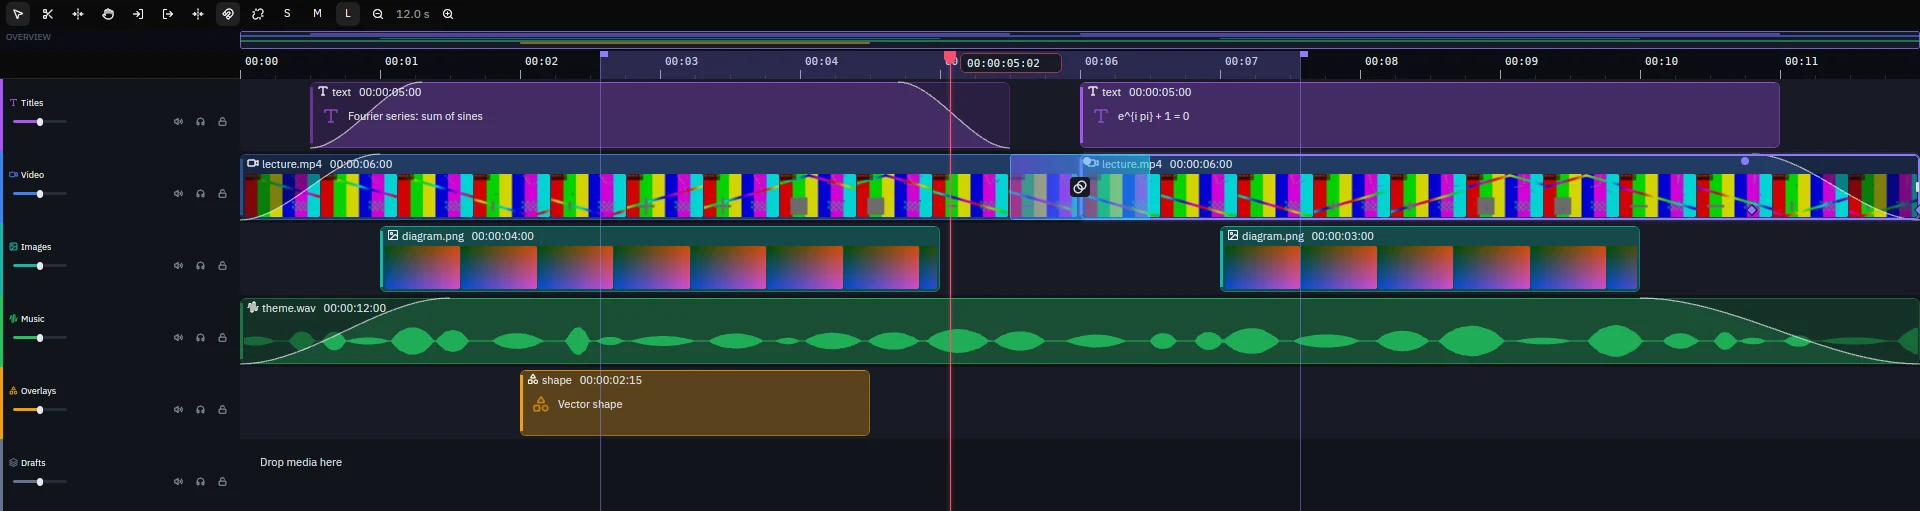 S M L 12.0 s
OVERVIEW
00:00 00:01 00:02 00:03 00:04 00:00:05:02 00:06 00:07 00:08 00:09 00:10 00:11
Titles
text 00:00:05:00
Fourier series: sum of sines
text 00:00:05:00
e^{i pi} + 1 = 0
Video
lecture.mp4 00:00:06:00
lecture.mp4 00:00:06:00
Images
diagram.png 00:00:04:00
diagram.png 00:00:03:00
Music
theme.wav 00:00:12:00
Overlays
shape 00:00:02:15
Vector shape
Drafts
Drop media here